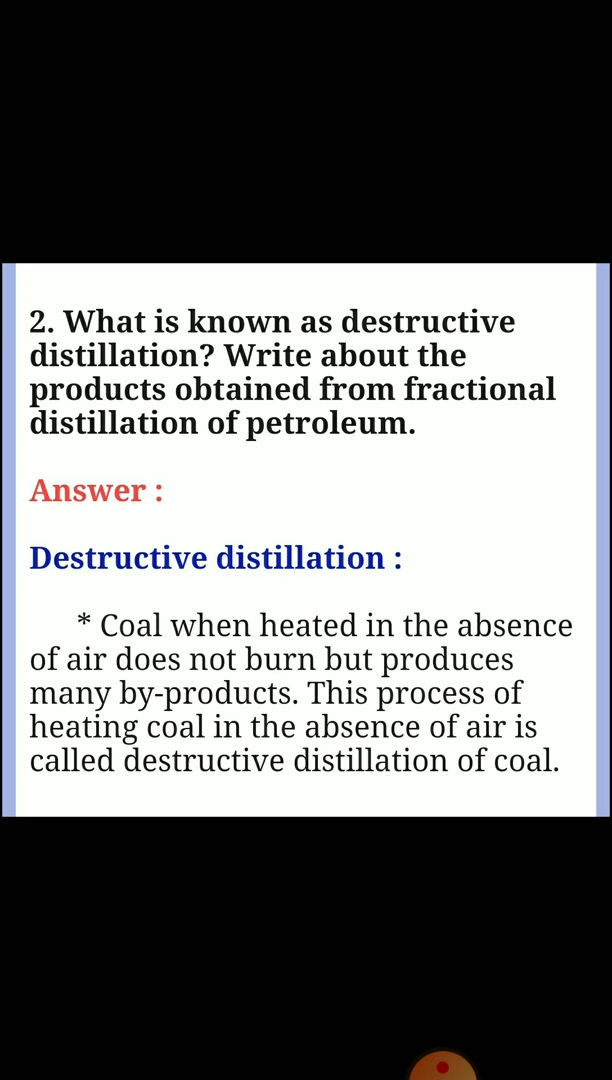 2. What is known as destructive
distillation? Write about the
products obtained from fractional
distillation of petroleum.
Answer :
Destructive distillation :
* Coal when heated in the absence
of air does not burn but produces
many by-products. This process of
heating coal in the absence of air is
called destructive distillation of coal.